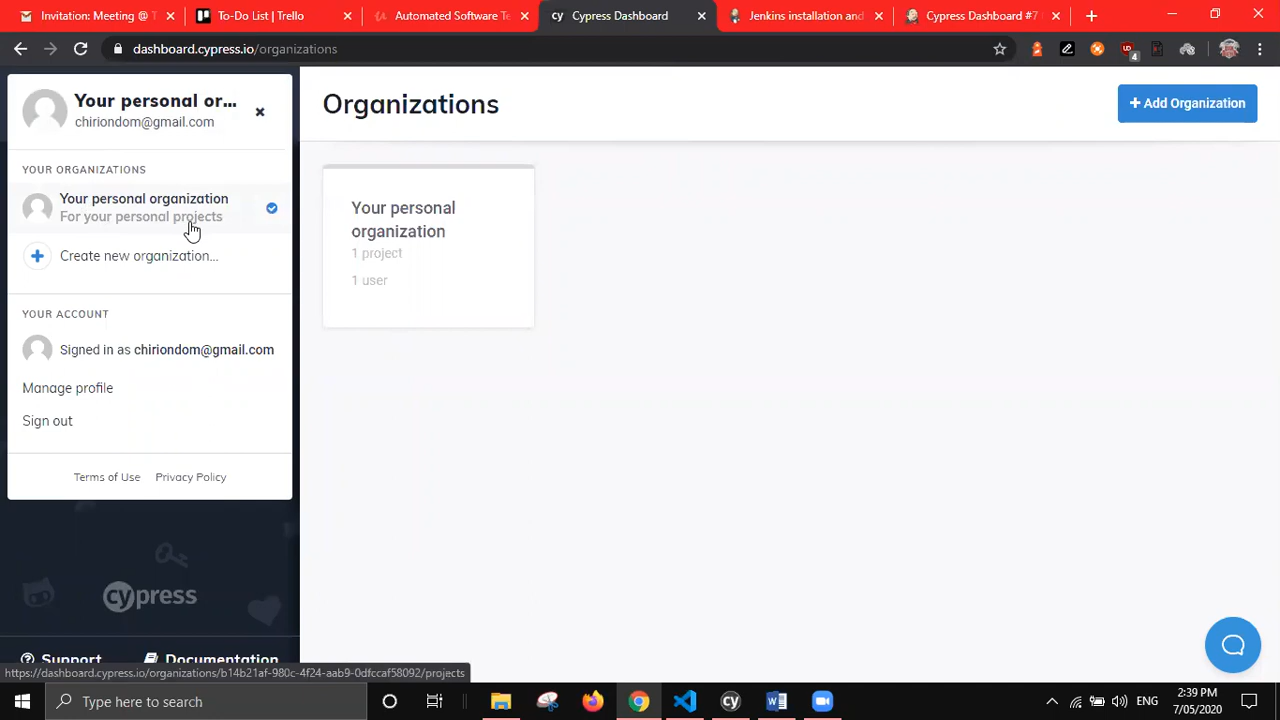 Invitation: Meeting @ T
To-Do List | Trello
Automated Software Te
Cypress Dashboard
Jenkins installation and
Cypress Dashboard #7
dashboard.cypress.io/organizations
4
Your personal or...
chiriondom@gmail.com
YOUR ORGANIZATIONS
Your personal organization
For your personal projects
Create new organization...
YOUR ACCOUNT
Signed in as chiriondom@gmail.com
Manage profile
Sign out
Terms of Use Privacy Policy
cypress
Support Documentation
Organizations
+ Add Organization
Your personal
organization
1 project
1 user
https://dashboard.cypress.io/organizations/b14b21af-980c-4f24-aab9-0dfccaf58092/projects
Type here to search
ENG
2:39 PM
7/05/2020